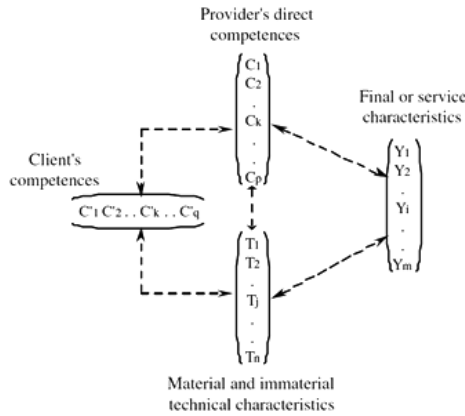 Provider's direct
competences
C1
C2
.
Ck
.
.
Cp
Final or service
characteristics
Y1
Y2
.
Yi
.
.
Ym
Client's
competences
C'1 C'2 . . C'k . . C'q
T1
T2
.
Tj
.
.
Tn
Material and immaterial
technical characteristics